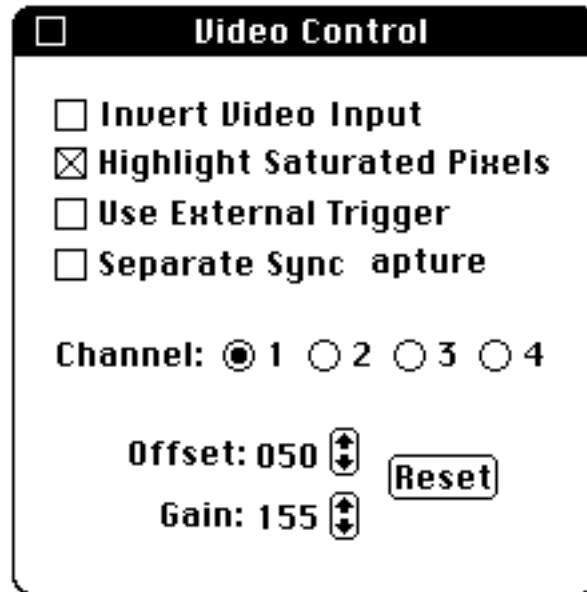 Video Control
Invert Video Input
Highlight Saturated Pixels
Use External Trigger
Separate Sync apture
Channel: 1 2 3 4
Offset: 050
Reset
Gain: 155